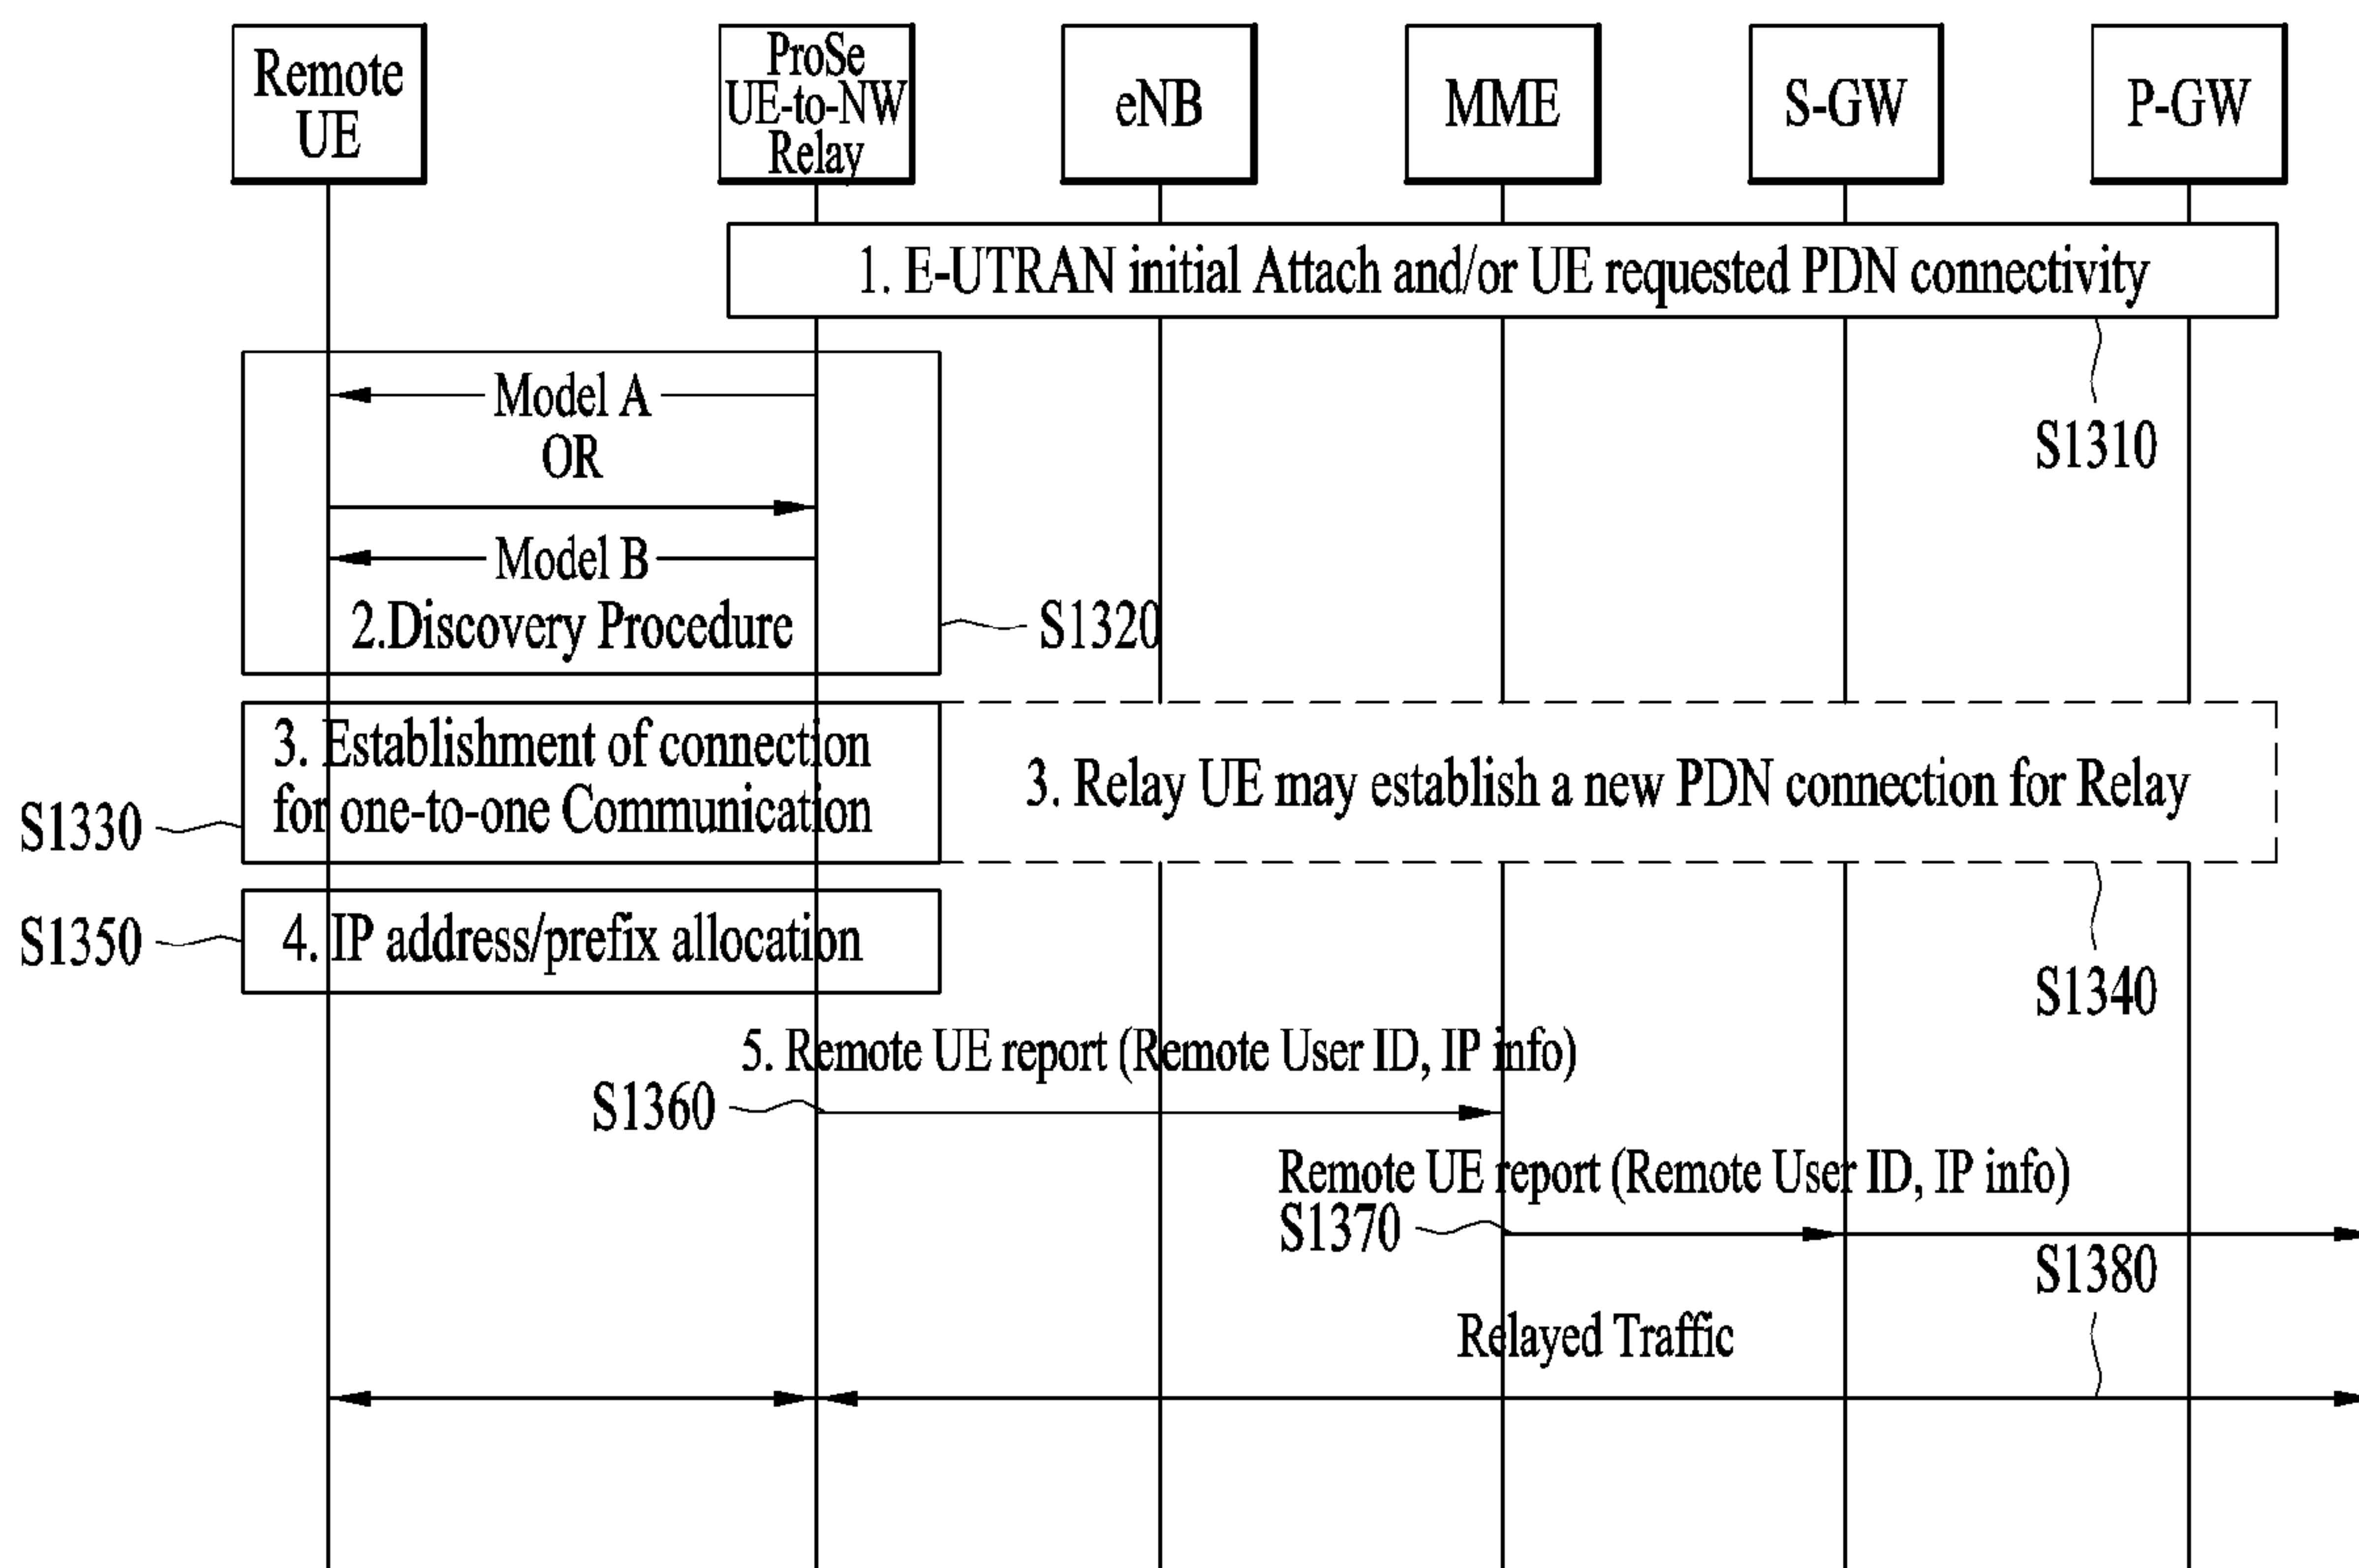 Remote
UE
ProSe
UE-to-NW
Relay
eNB
MME
S-GW
P-GW
1. E-UTRAN initial Attach and/or UE requested PDN connectivity
S1310
Model A
OR
Model B
2.Discovery Procedure
S1320
3. Establishment of connection
for one-to-one Communication
S1330
3. Relay UE may establish a new PDN connection for Relay
S1340
4. IP address/prefix allocation
S1350
5. Remote UE report (Remote User ID, IP info)
S1360
Remote UE report (Remote User ID, IP info)
S1370
S1380
Relayed Traffic